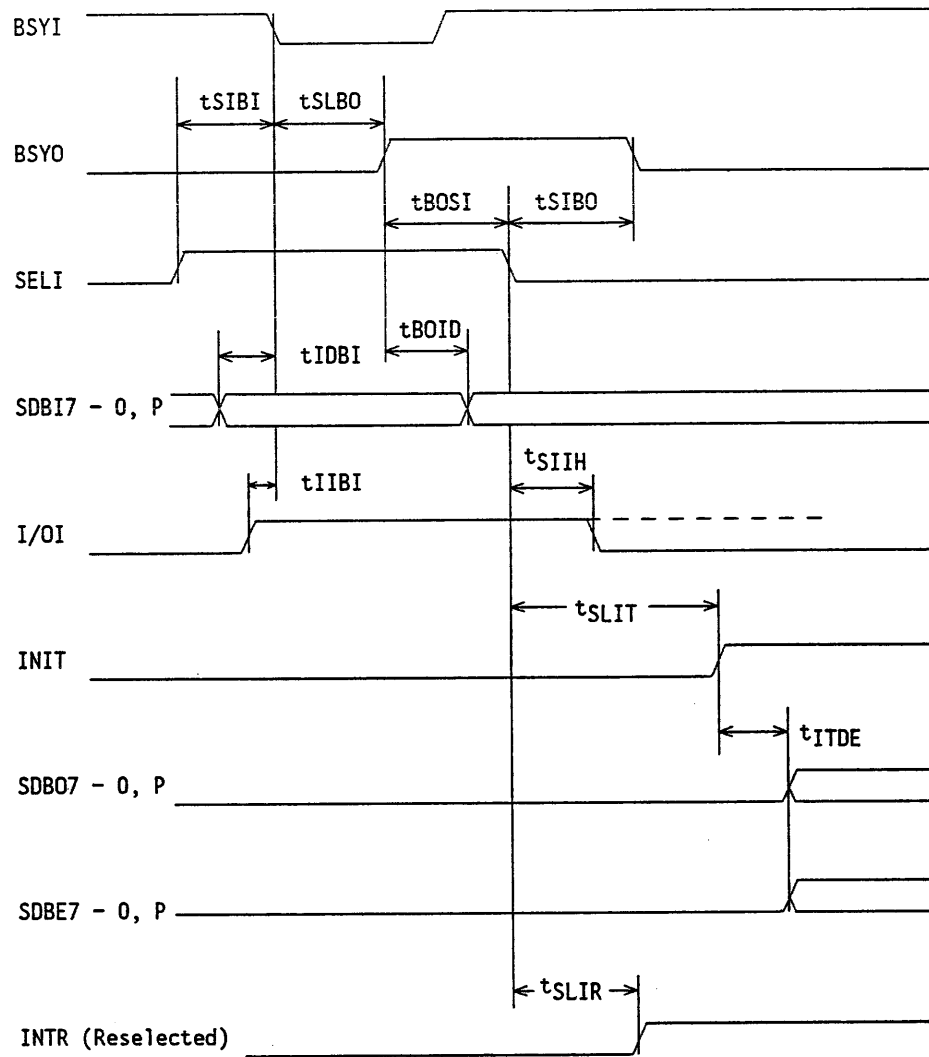 BSYI
tSIBI
tSLBO
BSYO
tBOSI
tSIBO
SELI
tBOID
tIDBI
SDBI7 - 0, P
tSIIH
tIIBI
I/OI
tSLIT
INIT
tITDE
SDBO7 - 0, P
SDBE7 - 0, P
tSLIR
INTR (Reselected)